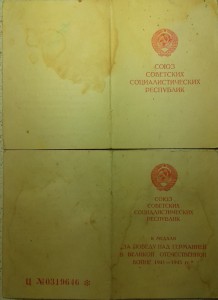 СОЮЗ
СОВЕТСКИХ
СОЦИАЛИСТИЧЕСКИХ
РЕСПУБЛИК
СОЮЗ
СОВЕТСКИХ
СОЦИАЛИСТИЧЕСКИХ
РЕСПУБЛИК
К МЕДАЛИ
„ЗА ПОБЕДУ НАД ГЕРМАНИЕЙ
В ВЕЛИКОЙ ОТЕЧЕСТВЕННОЙ
ВОЙНЕ 1941–1945 гг."
Ц №0319646